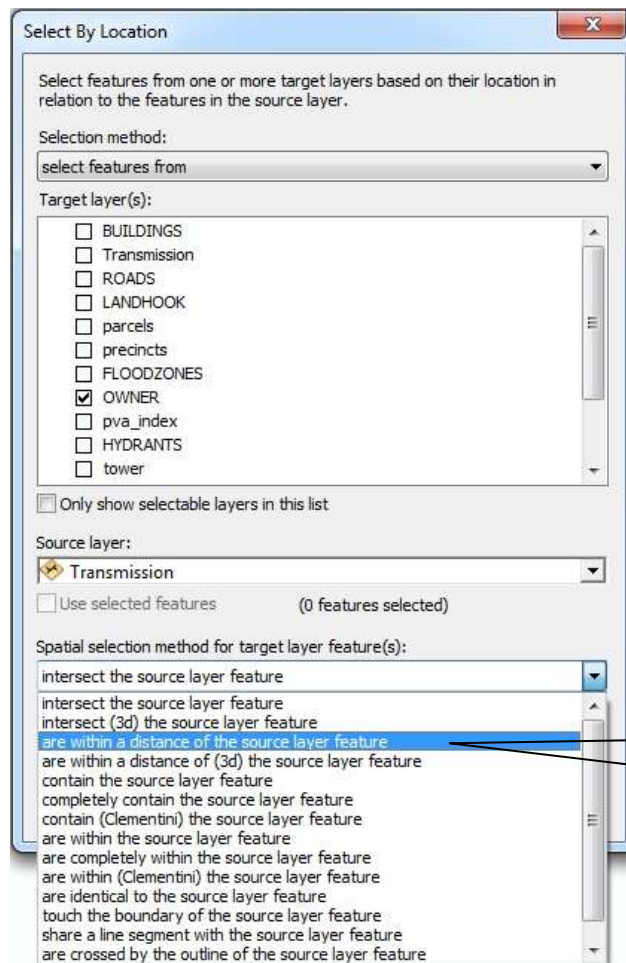 Select By Location
Select features from one or more target layers based on their location in
relation to the features in the source layer.
Selection method:
select features from
Target layer(s):
BUILDINGS
Transmission
ROADS
LANDHOOK
parcels
precincts
FLOODZONES
OWNER
pva_index
HYDRANTS
tower
Only show selectable layers in this list
Source layer:
Transmission
Use selected features (0 features selected)
Spatial selection method for target layer feature(s):
intersect the source layer feature
intersect the source layer feature
intersect (3d) the source layer feature
are within a distance of the source layer feature
are within a distance of (3d) the source layer feature
contain the source layer feature
completely contain the source layer feature
contain (Clementini) the source layer feature
are within the source layer feature
are completely within the source layer feature
are within (Clementini) the source layer feature
are identical to the source layer feature
touch the boundary of the source layer feature
share a line segment with the source layer feature
are crossed by the outline of the source layer feature